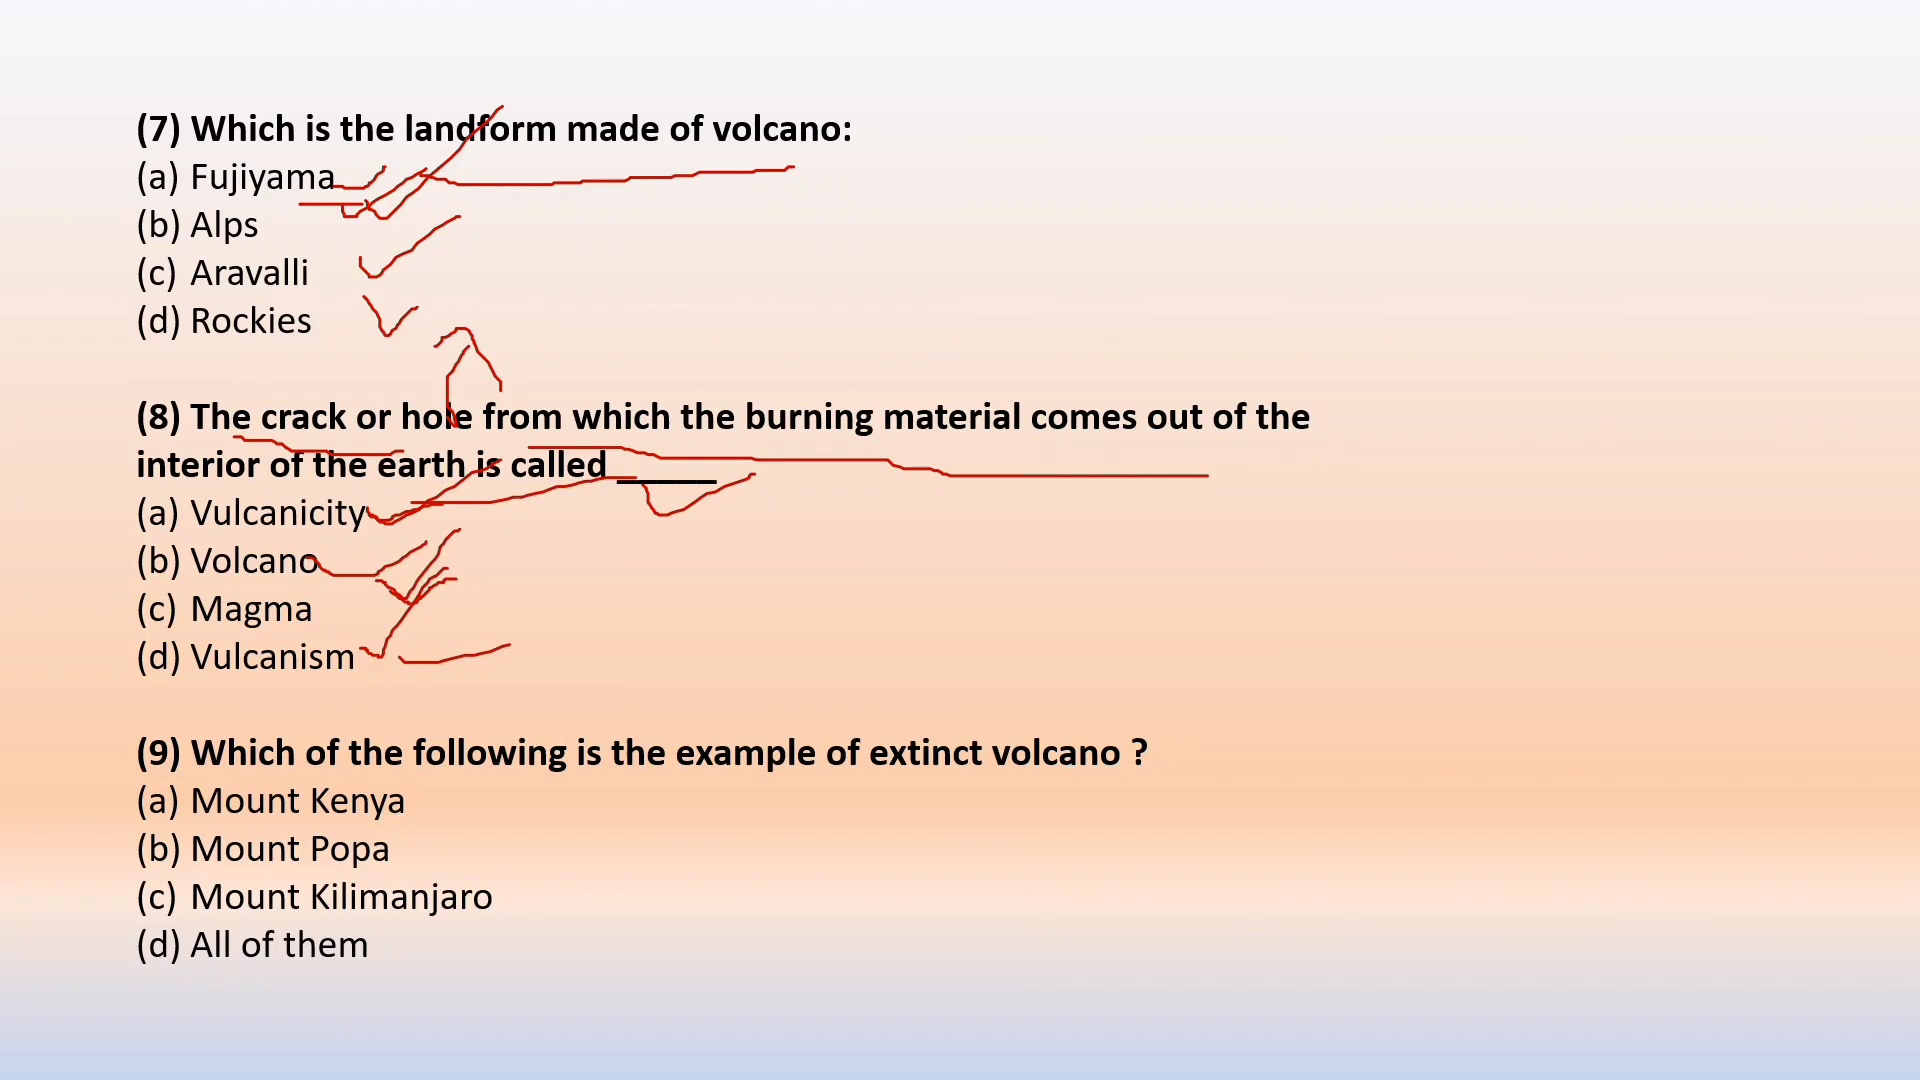 (7) Which is the landform made of volcano:
(a) Fujiyama
(b) Alps
(c) Aravalli
(d) Rockies
(8) The crack or hole from which the burning material comes out of the
interior of the earth is called ______
(a) Vulcanicity
(b) Volcano
(c) Magma
(d) Vulcanism
(9) Which of the following is the example of extinct volcano ?
(a) Mount Kenya
(b) Mount Popa
(c) Mount Kilimanjaro
(d) All of them